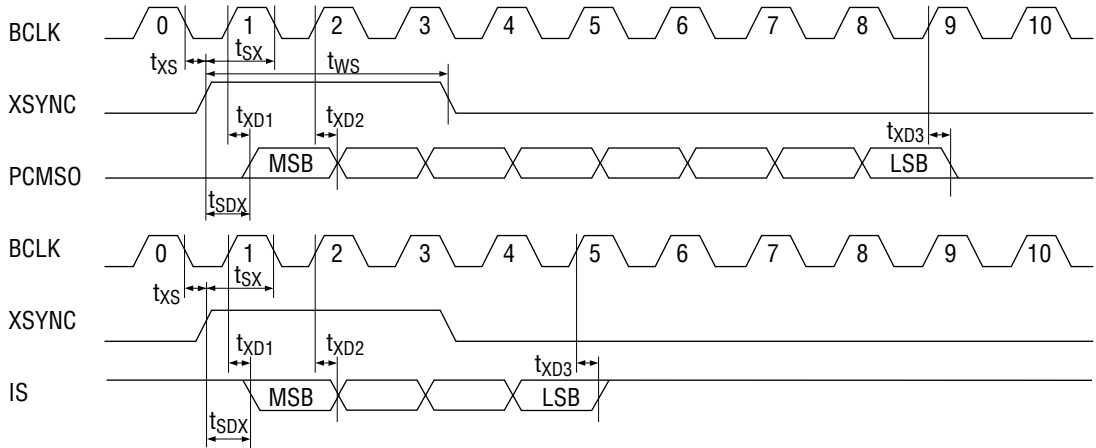 BCLK 0 1 2 3 4 5 6 7 8 9 10
tXS tSX tWS
XSYNC
tXD1 tXD2 tXD3
PCMSO MSB LSB
tSDX
BCLK 0 1 2 3 4 5 6 7 8 9 10
tXS tSX
XSYNC
tXD1 tXD2 tXD3
IS MSB LSB
tSDX